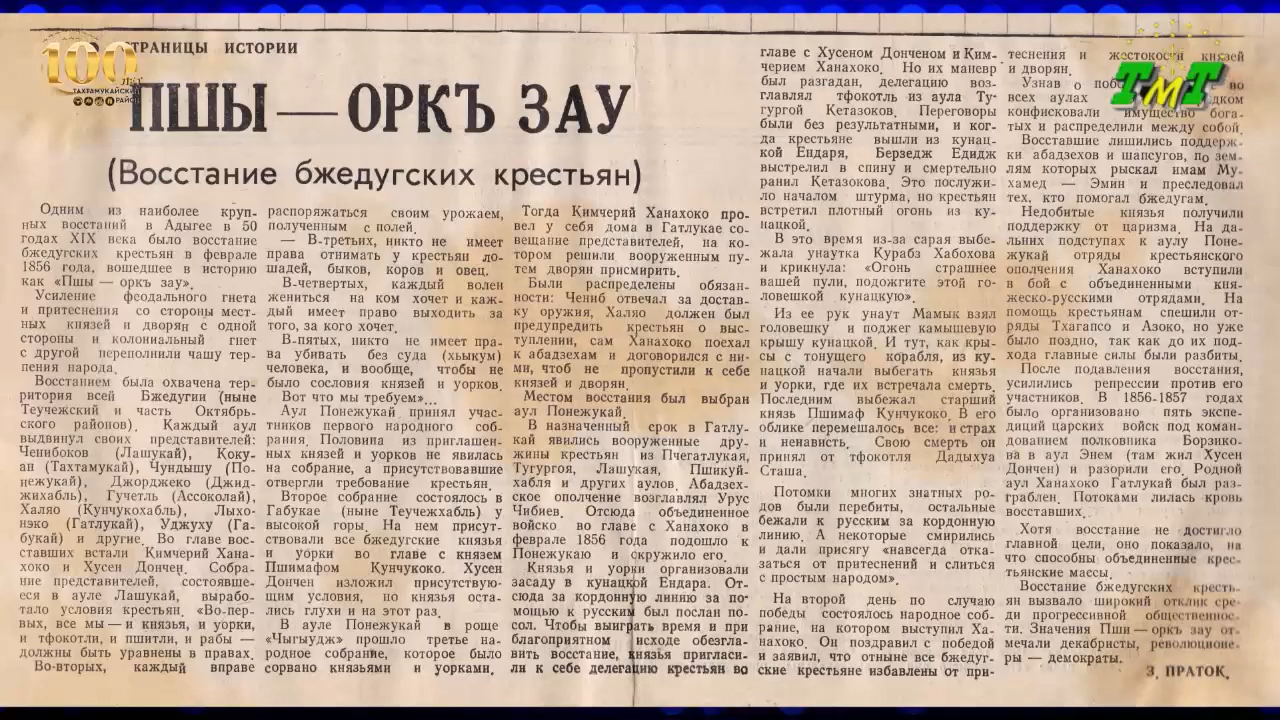 100
ЛЕТ
ТАХТАМУКАЙСКИЙ
РАЙОН
ТМТ
СТРАНИЦЫ ИСТОРИИ
ПШЫ — ОРКЪ ЗАУ
(Восстание бжедугских крестьян)
Одним из наиболее круп-
ных восстаний в Адыгее в 50
годах XIX века было восстание
бжедугских крестьян в феврале
1856 года, вошедшее в историю
как «Пшы — оркъ зау».
Усиление феодального гнета
и притеснения со стороны мест-
ных князей и дворян с одной
стороны и колониальный гнет
с другой переполнили чашу тер-
пения народа.
Восстанием была охвачена тер-
ритория всей Бжедугии (ныне
Теучежский и часть Октябрь-
ского районов). Каждый аул
выдвинул своих представителей:
Ченибоков (Лашукай), Коку-
ан (Тахтамукай), Чундышу (По-
нежукай), Джорджеко (Джид-
жихабль), Гучетль (Ассоколай),
Халяо (Кунчукохабль), Лыхо-
нэко (Гатлукай), Уджуху (Га-
букай) и другие. Во главе вос-
ставших встали Кимчерий Хана-
хоко и Хусен Дончен. Собра-
ние представителей, состоявше-
еся в ауле Лашукай, вырабо-
тало условия крестьян. «Во-пер-
вых, все мы — и князья, и уорки,
и тфокотли, и пшитли, и рабы —
должны быть уравнены в правах.
Во-вторых, каждый вправе
распоряжаться своим урожаем,
полученным с полей.
— В-третьих, никто не имеет
права отнимать у крестьян ло-
шадей, быков, коров и овец.
В-четвертых, каждый волен
жениться на ком хочет и каж-
дый имеет право выходить за
того, за кого хочет.
В-пятых, никто не имеет пра-
ва убивать без суда (хьыкум)
человека, и вообще, чтобы не
было сословия князей и уорков.
Вот что мы требуем»...
Аул Понежукай принял учас-
тников первого народного соб-
рания. Половина из приглашен-
ных князей и уорков не явилась
на собрание, а присутствовавшие
отвергли требование крестьян.
Второе собрание состоялось в
Габукае (ныне Теучежхабль) у
высокой горы. На нем присут-
ствовали все бжедугские князья
и уорки во главе с князем
Пшимафом Кунчукоко. Хусен
Дончен изложил присутствую-
щим условия, но князья оста-
лись глухи и на этот раз.
В ауле Понежукай в роще
«Чыгыудж» прошло третье на-
родное собрание, которое было
сорвано князьями и уорками.
Тогда Кимчерий Ханахоко про-
вел у себя дома в Гатлукае со-
вещание представителей, на ко-
тором решили вооруженным пу-
тем дворян присмирить.
Были распределены обязан-
ности: Чениб отвечал за достав-
ку оружия, Халяо должен был
предупредить крестьян о выс-
туплении, сам Ханахоко поехал
к абадзехам и договорился с ни-
ми, чтоб не пропустили к себе
князей и дворян.
Местом восстания был выбран
аул Понежукай.
В назначенный срок в Гатлу-
кай явились вооруженные дру-
жины крестьян из Пчегатлукая,
Тугургоя, Лашукая, Пшикуй-
хабля и других аулов. Абадзех-
ское ополчение возглавлял Урус
Чибиев. Отсюда объединенное
войско во главе с Ханахоко в
феврале 1856 года подошло к
Понежукаю и окружило его.
Князья и уорки организовали
засаду в кунацкой Ендара. От-
сюда за кордонную линию за по-
мощью к русским был послан по-
сол. Чтобы выиграть время и при
благоприятном исходе обезгла-
вить восстание, князья пригласи-
ли к себе делегацию крестьян во
главе с Хусеном Донченом и Ким-
черием Ханахоко. Но их маневр
был разгадан, делегацию воз-
главлял тфокотль из аула Ту-
гургой Кетазоков. Переговоры
были без результатными, и ког-
да крестьяне вышли из кунац-
кой Ендаря, Берзедж Едидж
выстрелил в спину и смертельно
ранил Кетазокова. Это послужи-
ло началом штурма, но крестьян
встретил плотный огонь из ку-
нацкой.
В это время из-за сарая выбе-
жала унаутка Курабз Хабохова
и крикнула: «Огонь страшнее
вашей пули, подожгите этой го-
ловешкой кунацкую».
Из ее рук унаут Мамык взял
головешку и поджег камышевую
крышу кунацкой. И тут, как кры-
сы с тонущего корабля, из ку-
нацкой начали выбегать князья
и уорки, где их встречала смерть.
Последним выбежал старший
князь Пшимаф Кунчукоко. В его
облике перемешалось все: и страх
и ненависть. Свою смерть он
принял от тфокотля Дадыхуа
Сташа.
Потомки многих знатных ро-
дов были перебиты, остальные
бежали к русским за кордонную
линию. А некоторые смирились
и дали присягу «навсегда отка-
заться от притеснений и слиться
с простым народом».
На второй день по случаю
победы состоялось народное соб-
рание, на котором выступил Ха-
нахоко. Он поздравил с победой
и заявил, что отныне все бжедуг-
ские крестьяне избавлены от при-
теснения и жестокости князей
и дворян.
Узнав о во
всех аулах
конфисковали имущество бога-
тых и распределили между собой.
Восставшие лишились поддерж-
ки абадзехов и шапсугов, по зем-
лям которых рыскал имам Му-
хамед — Эмин и преследовал
тех, кто помогал бжедугам.
Недобитые князья получили
поддержку от царизма. На да-
льних подступах к аулу Поне-
жукай отряды крестьянского
ополчения Ханахоко вступили
в бой с объединенными кня-
жеско-русскими отрядами. На
помощь крестьянам спешили от-
ряды Тхагапсо и Азоко, но уже
было поздно, так как до их под-
хода главные силы были разбиты.
После подавления восстания,
усилились репрессии против его
участников. В 1856-1857 годах
было организовано пять экспе-
диций царских войск под коман-
дованием полковника Борзико-
ва в аул Энем (там жил Хусен
Дончен) и разорили его. Родной
аул Ханахоко Гатлукай был раз-
граблен. Потоками лилась кровь
восставших.
Хотя восстание не достигло
главной цели, оно показало, на
что способны объединенные крес-
тьянские массы.
Восстание бжедугских кресть-
ян вызвало широкий отклик сре-
ди прогрессивной общественнос-
ти. Значения Пши — оркъ зау от-
мечали декабристы, революционе-
ры — демократы.
З. ПРАТОК.